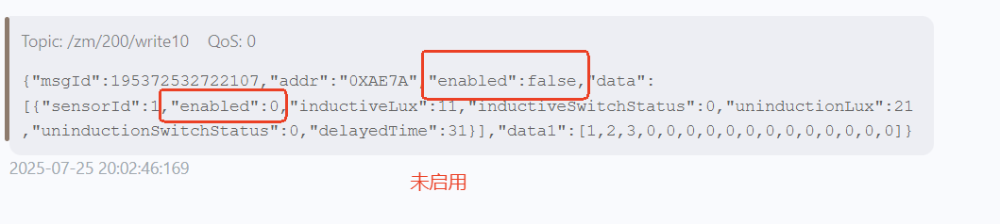 Topic: /zm/200/write10 QoS: 0
{"msgId":195372532722107,"addr":"0XAE7A","enabled":false,"data":
[{"sensorId":1,"enabled":0,"inductiveLux":11,"inductiveSwitchStatus":0,"uninductionLux":21
,"uninductionSwitchStatus":0,"delayedTime":31}],"data1":[1,2,3,0,0,0,0,0,0,0,0,0,0,0,0,0]}
2025-07-25 20:02:46:169
未启用